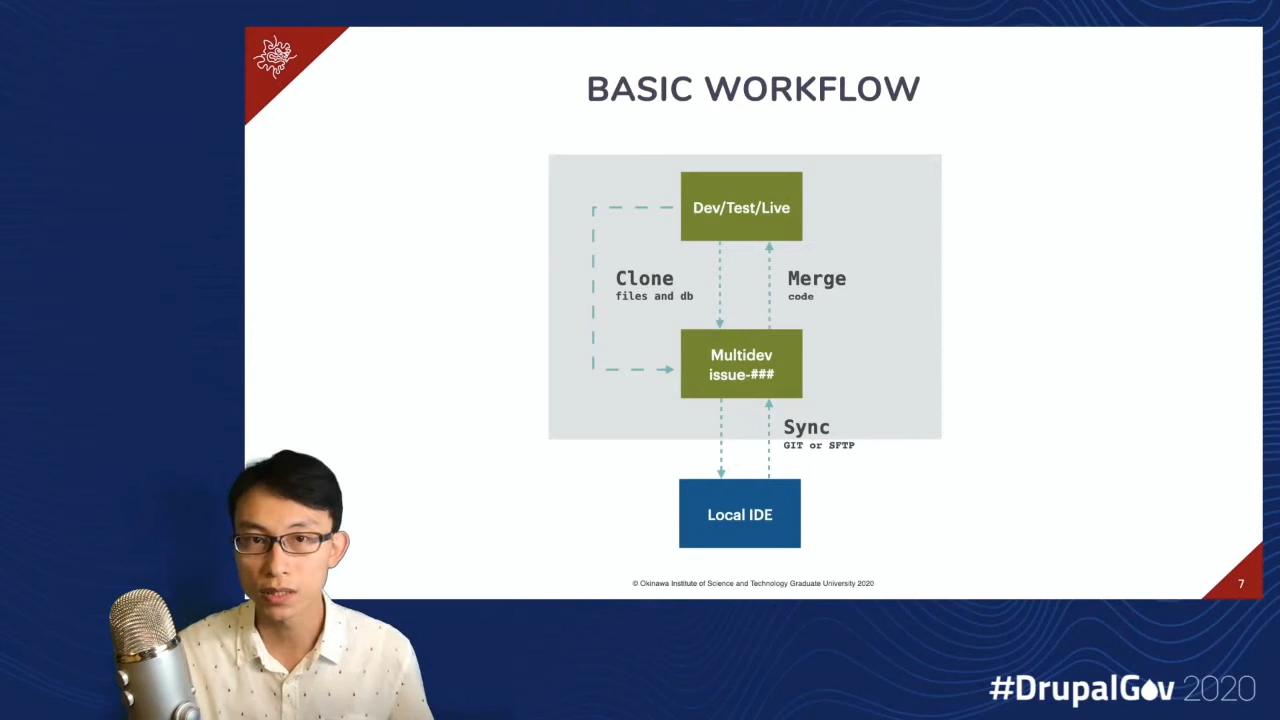 BASIC WORKFLOW
Dev/Test/Live
Clone
files and db
Merge
code
Multidev
issue-###
Sync
GIT or SFTP
Local IDE
© Okinawa Institute of Science and Technology Graduate University 2020
7
#DrupalGov 2020